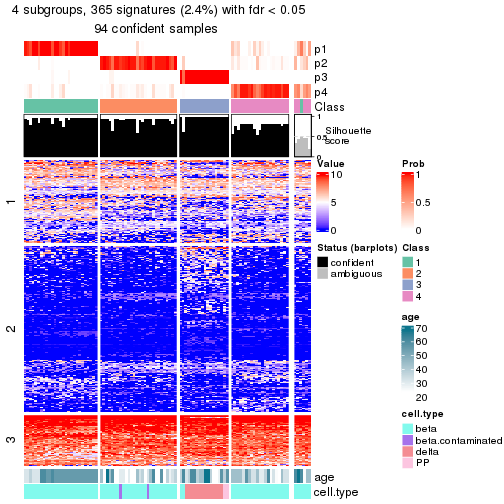 4 subgroups, 365 signatures (2.4%) with fdr < 0.05
94 confident samples
p1
p2
p3
p4
Class
1
0.5
0
Silhouette
score
1
2
3
age
cell.type
Value
10
5
0
Prob
1
0.5
0
Status (barplots)
confident
ambiguous
Class
1
2
3
4
age
70
60
50
40
30
20
cell.type
beta
beta.contaminated
delta
PP